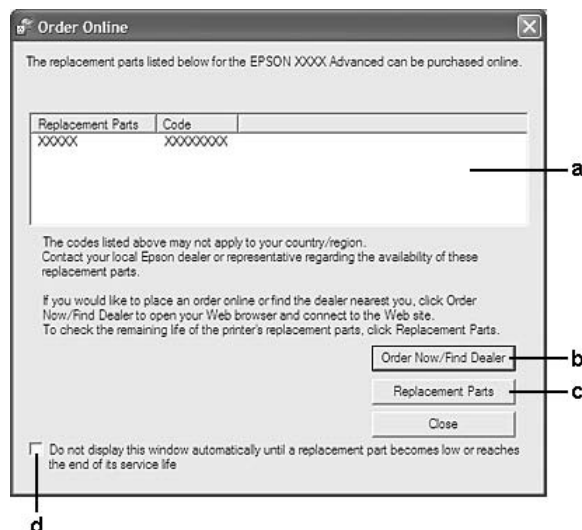 Order Online
The replacement parts listed below for the EPSON XXXX Advanced can be purchased online.
Replacement Parts Code
XXXXX XXXXXXXX
a
The codes listed above may not apply to your country/region.
Contact your local Epson dealer or representative regarding the availability of these
replacement parts.
If you would like to place an order online or find the dealer nearest you, click Order
Now/Find Dealer to open your Web browser and connect to the Web site.
To check the remaining life of the printer's replacement parts, click Replacement Parts.
Order Now/Find Dealer b
Replacement Parts c
Close
Do not display this window automatically until a replacement part becomes low or reaches
the end of its service life
d